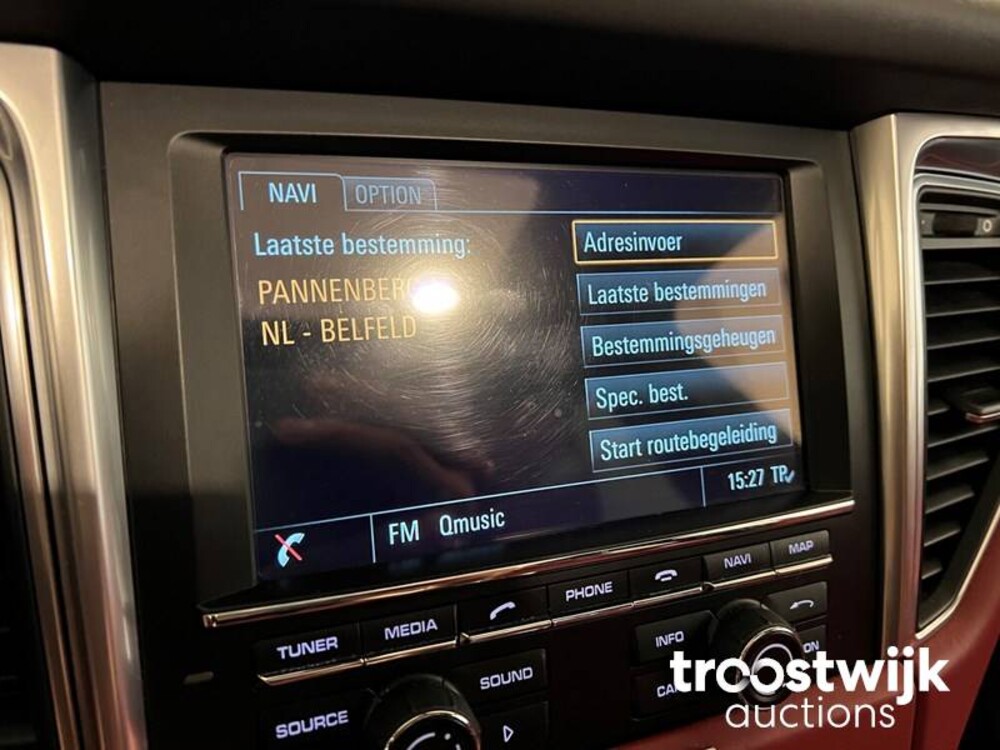 NAVI OPTION
Laatste bestemming:
NL - BELFELD
Adresinvoer
Laatste bestemmingen
Bestemmingsgeheugen
Spec. best.
Start routebegeleiding
FM Qmusic
15:27 TP
TUNER MEDIA PHONE NAVI MAP
SOUND INFO
SOURCE
troostwijk
auctions